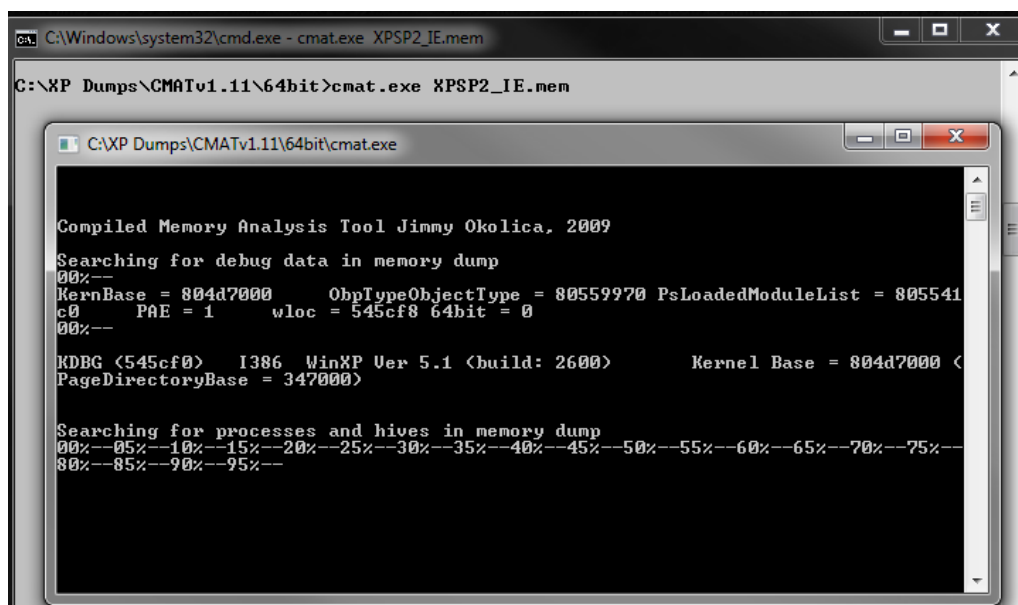 C:\Windows\system32\cmd.exe - cmat.exe  XPSP2_IE.mem
C:\XP Dumps\CMATv1.11\64bit>cmat.exe XPSP2_IE.mem
C:\XP Dumps\CMATv1.11\64bit\cmat.exe
Compiled Memory Analysis Tool Jimmy Okolica, 2009
Searching for debug data in memory dump
00%--
KernBase = 804d7000     ObpTypeObjectType = 80559970 PsLoadedModuleList = 805541
c0     PAE = 1     wloc = 545cf8 64bit = 0
00%--
KDBG (545cf0)   I386  WinXP Ver 5.1 (build: 2600)       Kernel Base = 804d7000 (
PageDirectoryBase = 347000)
Searching for processes and hives in memory dump
00%--05%--10%--15%--20%--25%--30%--35%--40%--45%--50%--55%--60%--65%--70%--75%--
80%--85%--90%--95%--